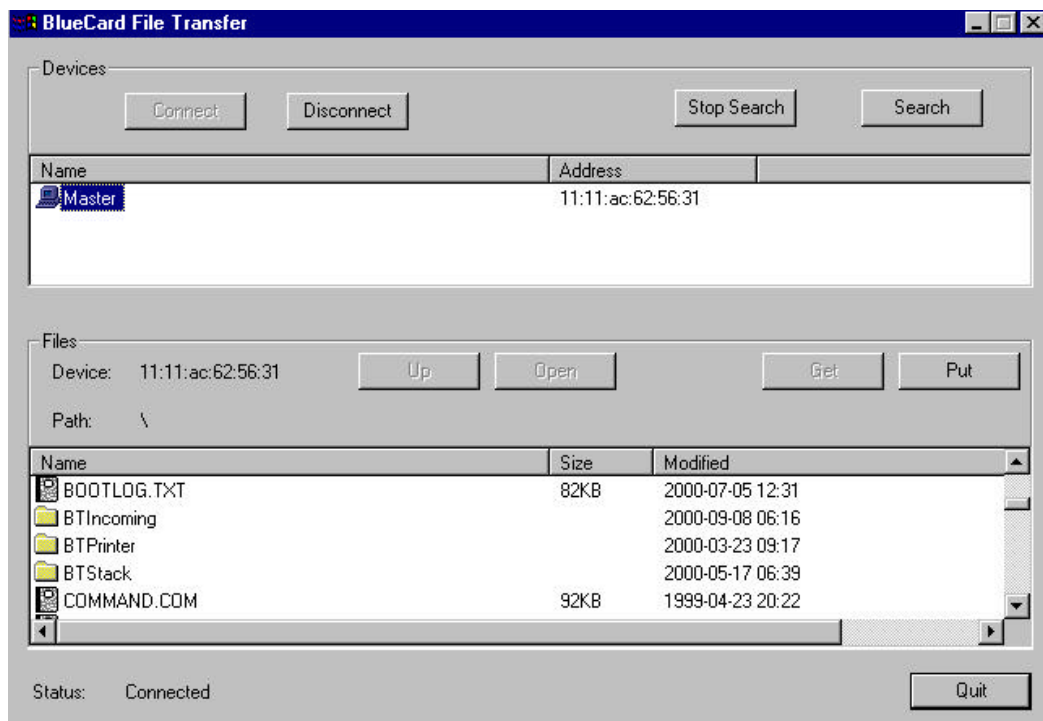 BlueCard File Transfer
Devices
Connect Disconnect Stop Search Search
Name Address
Master 11:11:ac:62:56:31
Files
Device: 11:11:ac:62:56:31 Up Open Get Put
Path: \
Name Size Modified
BOOTLOG.TXT 82KB 2000-07-05 12:31
BTIncoming 2000-09-08 06:16
BTPrinter 2000-03-23 09:17
BTStack 2000-05-17 06:39
COMMAND.COM 92KB 1999-04-23 20:22
Status: Connected Quit